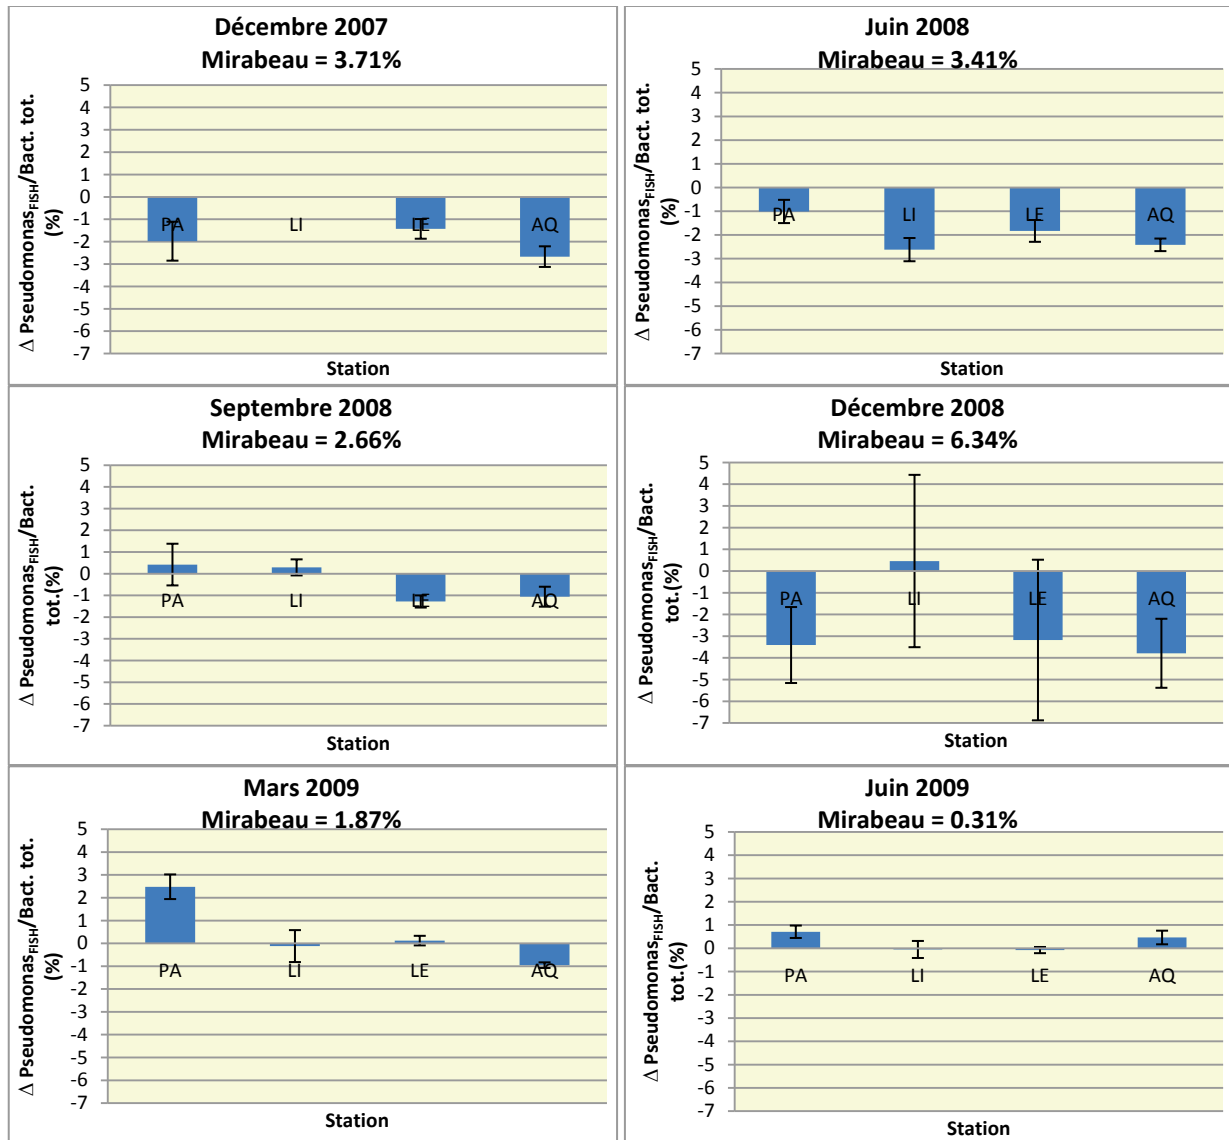 Décembre 2007
Mirabeau = 3.71%
Δ Pseudomonas_FISH/Bact. tot.
(%)
5
4
3
2
1
0
-1
-2
-3
-4
-5
-6
-7
PA LI LE AQ
Station
Juin 2008
Mirabeau = 3.41%
Δ Pseudomonas_FISH/Bact. tot.
(%)
5
4
3
2
1
0
-1
-2
-3
-4
-5
-6
-7
PA LI LE AQ
Station
Septembre 2008
Mirabeau = 2.66%
Δ Pseudomonas_FISH/Bact.
tot.(%)
5
4
3
2
1
0
-1
-2
-3
-4
-5
-6
-7
PA LI LE AQ
Station
Décembre 2008
Mirabeau = 6.34%
Δ Pseudomonas_FISH/Bact.
tot.(%)
5
4
3
2
1
0
-1
-2
-3
-4
-5
-6
-7
PA LI LE AQ
Station
Mars 2009
Mirabeau = 1.87%
Δ Pseudomonas_FISH/Bact. tot.
(%)
5
4
3
2
1
0
-1
-2
-3
-4
-5
-6
-7
PA LI LE AQ
Station
Juin 2009
Mirabeau = 0.31%
Δ Pseudomonas_FISH/Bact.
tot.(%)
5
4
3
2
1
0
-1
-2
-3
-4
-5
-6
-7
PA LI LE AQ
Station